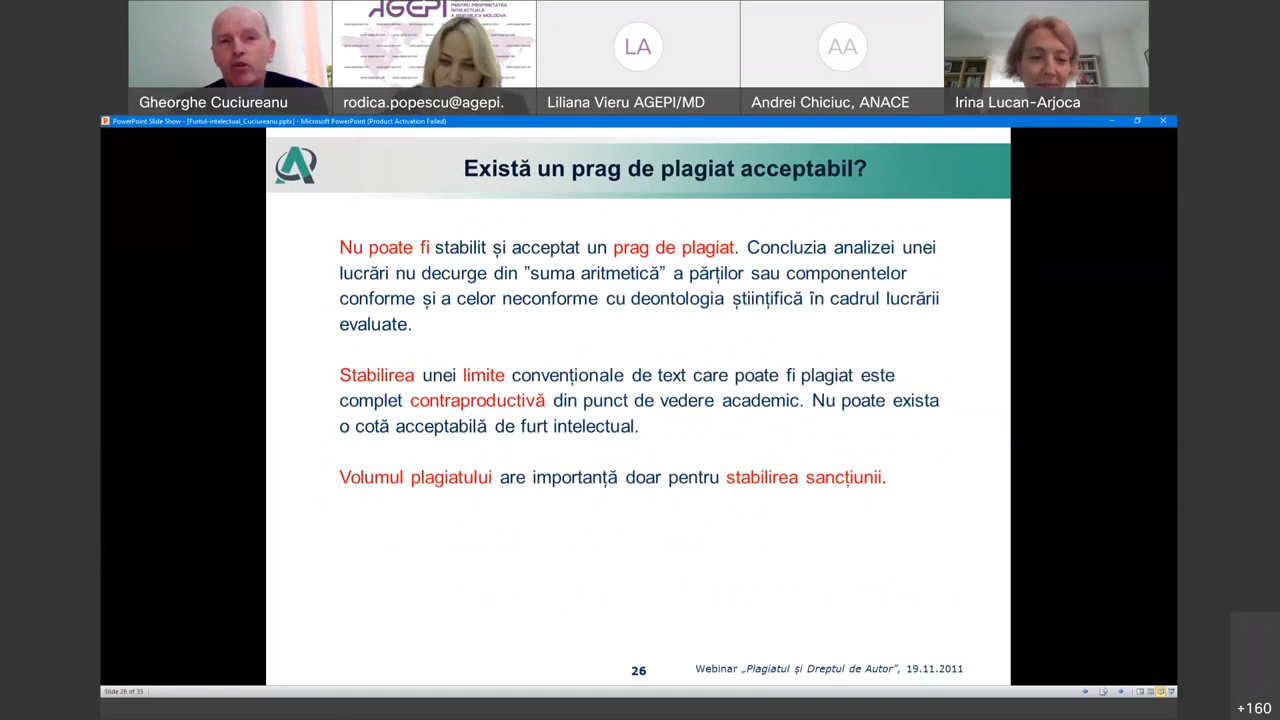 AGEPI
PENTRU PROPRIETATEA
INTELECTUALĂ
A REPUBLICII MOLDOVA
LA
AA
Gheorghe Cuciureanu
rodica.popescu@agepi.
Liliana Vieru AGEPI/MD
Andrei Chiciuc, ANACE
Irina Lucan-Arjoca
PowerPoint Slide Show - [Furtul-intelectual_Cuciureanu.pptx] - Microsoft PowerPoint (Product Activation Failed)
Există un prag de plagiat acceptabil?
Nu poate fi stabilit și acceptat un prag de plagiat. Concluzia analizei unei
lucrări nu decurge din ”suma aritmetică” a părților sau componentelor
conforme și a celor neconforme cu deontologia științifică în cadrul lucrării
evaluate.
Stabilirea unei limite convenționale de text care poate fi plagiat este
complet contraproductivă din punct de vedere academic. Nu poate exista
o cotă acceptabilă de furt intelectual.
Volumul plagiatului are importanță doar pentru stabilirea sancțiunii.
26
Webinar „Plagiatul și Dreptul de Autor”, 19.11.2011
Slide 26 of 35
+160